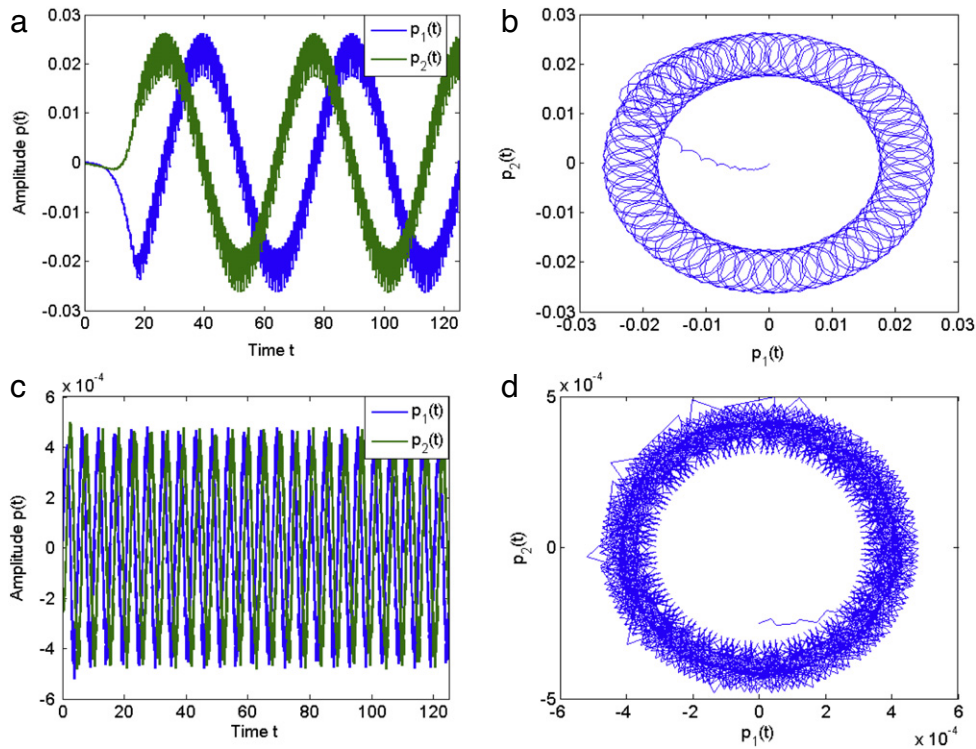 a
0.03
0.02
0.01
0
-0.01
-0.02
-0.03
Amplitude p(t)
0 20 40 60 80 100 120
Time t
p1(t)
p2(t)
b
0.03
0.02
0.01
0
-0.01
-0.02
-0.03
p2(t)
-0.03 -0.02 -0.01 0 0.01 0.02 0.03
p1(t)
c
x 10-4
6
4
2
0
-2
-4
-6
Amplitude p(t)
0 20 40 60 80 100 120
Time t
p1(t)
p2(t)
d
x 10-4
5
0
-5
p2(t)
-6 -4 -2 0 2 4 6
p1(t)
x 10-4